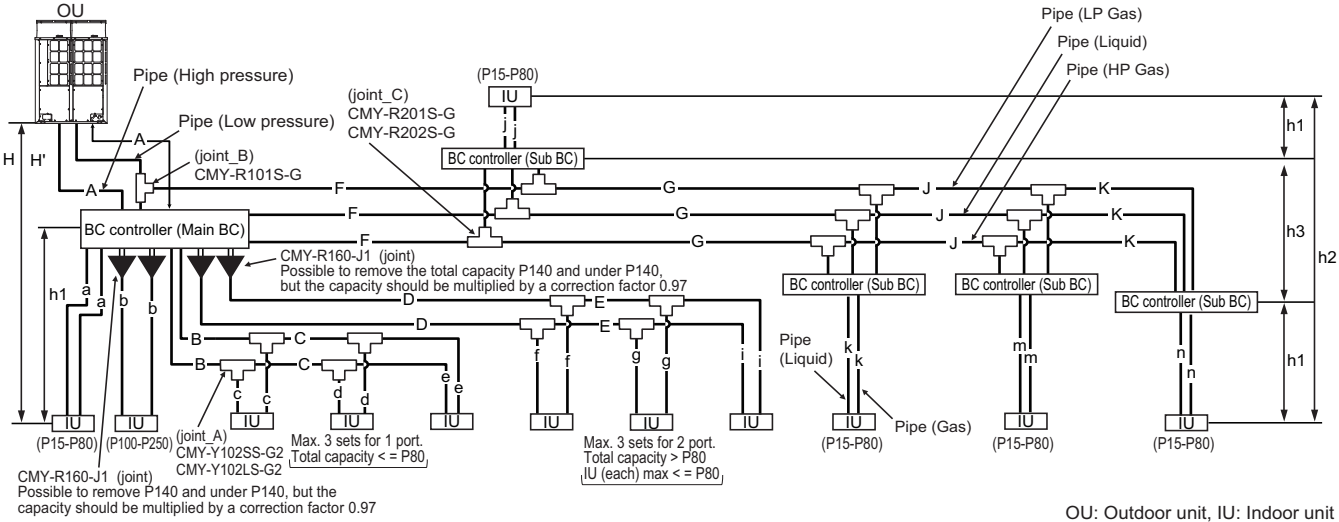 OU
Pipe (High pressure)
Pipe (Low pressure)
A
A
H
H'
(joint_B)
CMY-R101S-G
(joint_C)
CMY-R201S-G
CMY-R202S-G
(P15-P80)
IU
j
j
BC controller (Sub BC)
Pipe (LP Gas)
Pipe (Liquid)
Pipe (HP Gas)
h1
F
G
J
K
F
G
J
K
F
G
J
K
h3
h2
BC controller (Main BC)
CMY-R160-J1 (joint)
Possible to remove the total capacity P140 and under P140,
but the capacity should be multiplied by a correction factor 0.97
BC controller (Sub BC)
BC controller (Sub BC)
BC controller (Sub BC)
h1
a
a
b
b
D
E
D
E
B
C
B
C
c
c
d
d
e
e
f
f
g
g
i
i
Pipe
(Liquid)
k
k
m
m
n
n
h1
IU
IU
IU
IU
IU
IU
IU
IU
IU
IU
IU
(P15-P80)
(P100-P250)
(joint_A)
CMY-Y102SS-G2
CMY-Y102LS-G2
Max. 3 sets for 1 port.
Total capacity < = P80
Max. 3 sets for 2 port.
Total capacity > P80
IU (each) max < = P80
(P15-P80)
Pipe (Gas)
(P15-P80)
(P15-P80)
CMY-R160-J1 (joint)
Possible to remove P140 and under P140, but the
capacity should be multiplied by a correction factor 0.97
OU: Outdoor unit, IU: Indoor unit